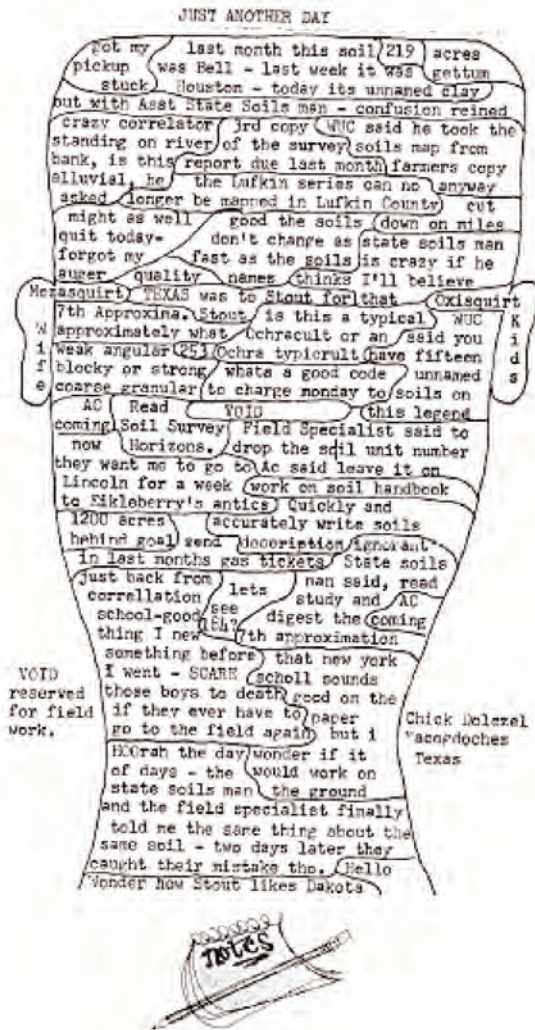 JUST ANOTHER DAY
Got my last month this soil 219 acres
pickup was Bell - last week it was gettum
stuck Houston - today its unnamed clay
out with Asst State Soils man - confusion reined
crazy correlator 3rd copy WUC said he took the
standing on river of the survey soils map from
bank, is this report due last month farmers copy
alluvial, he the Lufkin series can no anyway
asked longer be mapped in Lufkin County cut
might as well good the soils down on miles
quit today- don't change as state soils man
forgot my fast as the soils is crazy if he
auger quality names thinks I'll believe
Mezasquirt TEXAS was to Stout for that Oxisquirt
7th Approxima. Stout is this a typical WUC
approximately what Ochracult or an said you
weak angular 253 Ochra typicrult have fifteen
blocky or strong whats a good code unnamed
coarse granular to charge monday to soils on
Wife
Kids
AC Read VOID this legend
coming Soil Survey Field Specialist said to
now Horizons. drop the soil unit number
they want me to go to Ac said leave it on
Lincoln for a week work on soil handbook
to Eikleberry's antics Quickly and
1200 acres accurately write soils
behind goal send ignorant
in last months gas tickets State soils
just back from lets man said, read
correllation see study and AC
school-good 184? digest the coming
thing I new 7th approximation
something before that new york
I went - SCARE scholl sounds
those boys to death good on the
if they ever have to paper
go to the field again but i
HOOrah the day wonder if it
of days - the would work on
state soils man the ground
and the field specialist finally
told me the same thing about the
same soil - two days later they
caught their mistake tho. Hello
Wonder how Stout likes Dakota
VOID
reserved
for field
work.
Chick Dolezel
Nacogdoches
Texas
notes